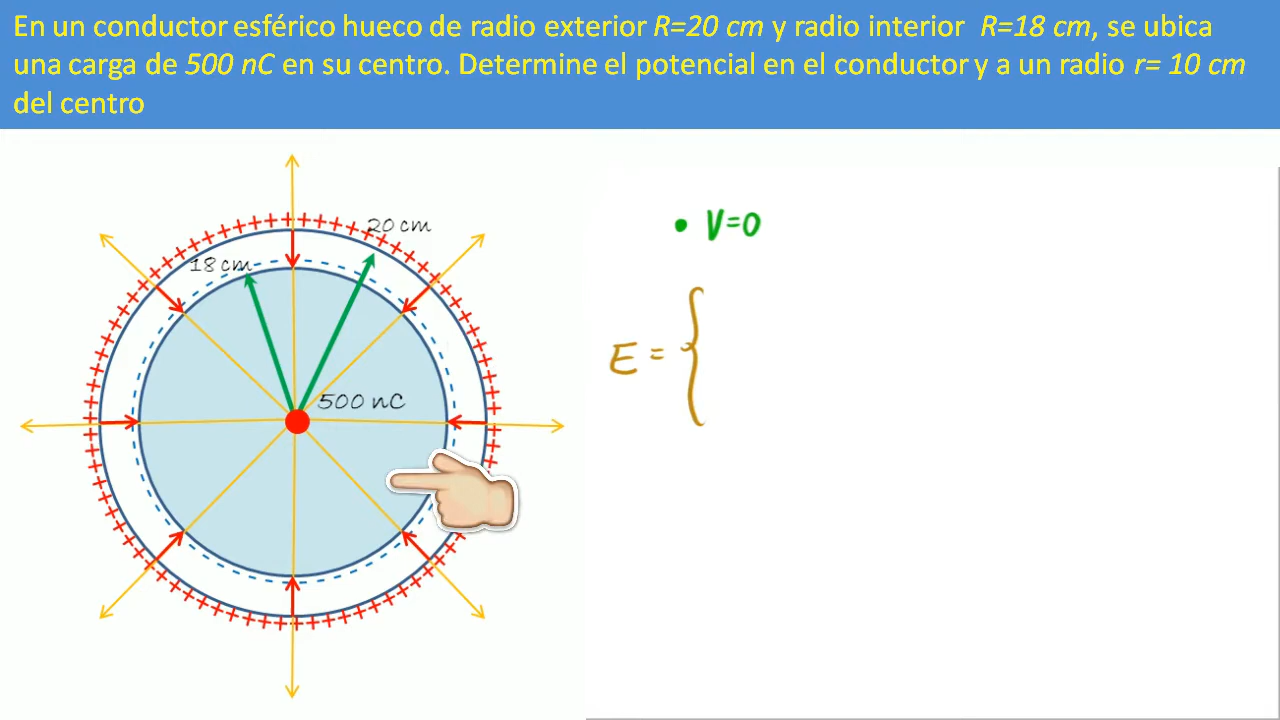 En un conductor esférico hueco de radio exterior R=20 cm y radio interior R=18 cm, se ubica
una carga de 500 nC en su centro. Determine el potencial en el conductor y a un radio r= 10 cm
del centro
20 cm
18 cm
500 nC
• V=0
E = {